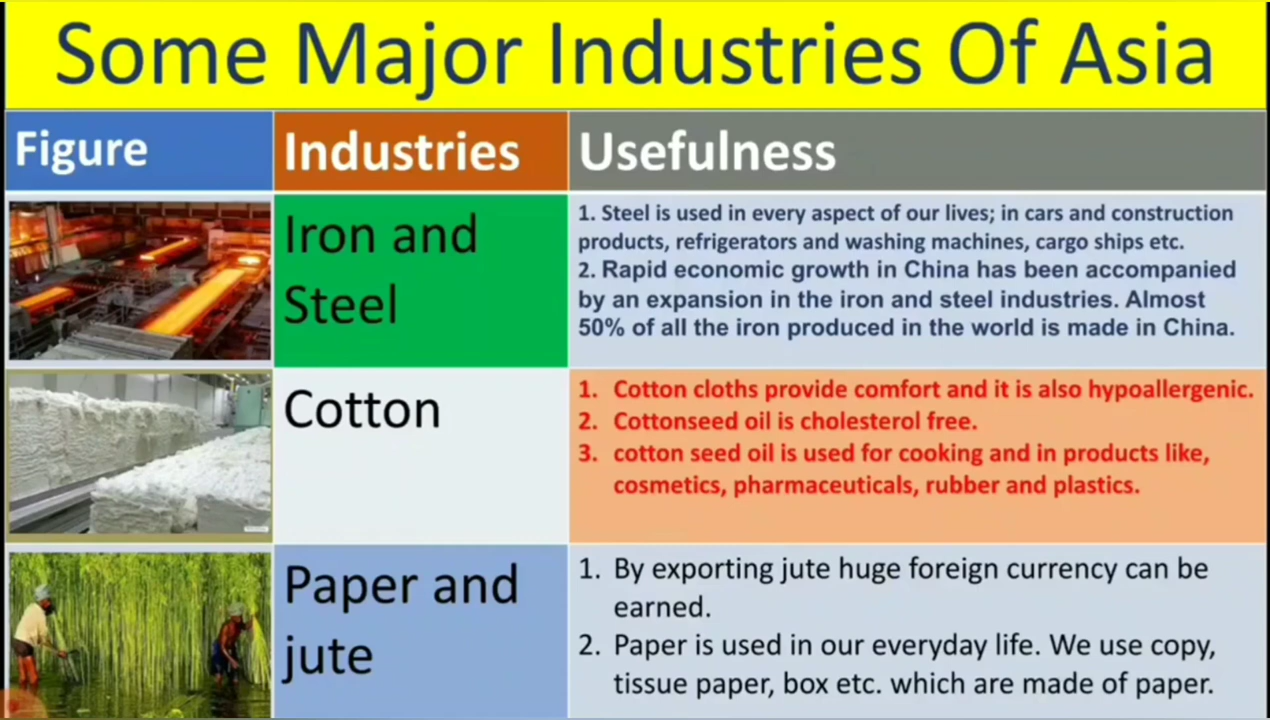 Some Major Industries Of Asia
Figure
Industries
Usefulness
Iron and
Steel
1. Steel is used in every aspect of our lives; in cars and construction
products, refrigerators and washing machines, cargo ships etc.
2. Rapid economic growth in China has been accompanied
by an expansion in the iron and steel industries. Almost
50% of all the iron produced in the world is made in China.
Cotton
1. Cotton cloths provide comfort and it is also hypoallergenic.
2. Cottonseed oil is cholesterol free.
3. cotton seed oil is used for cooking and in products like,
cosmetics, pharmaceuticals, rubber and plastics.
Paper and
jute
1. By exporting jute huge foreign currency can be
earned.
2. Paper is used in our everyday life. We use copy,
tissue paper, box etc. which are made of paper.